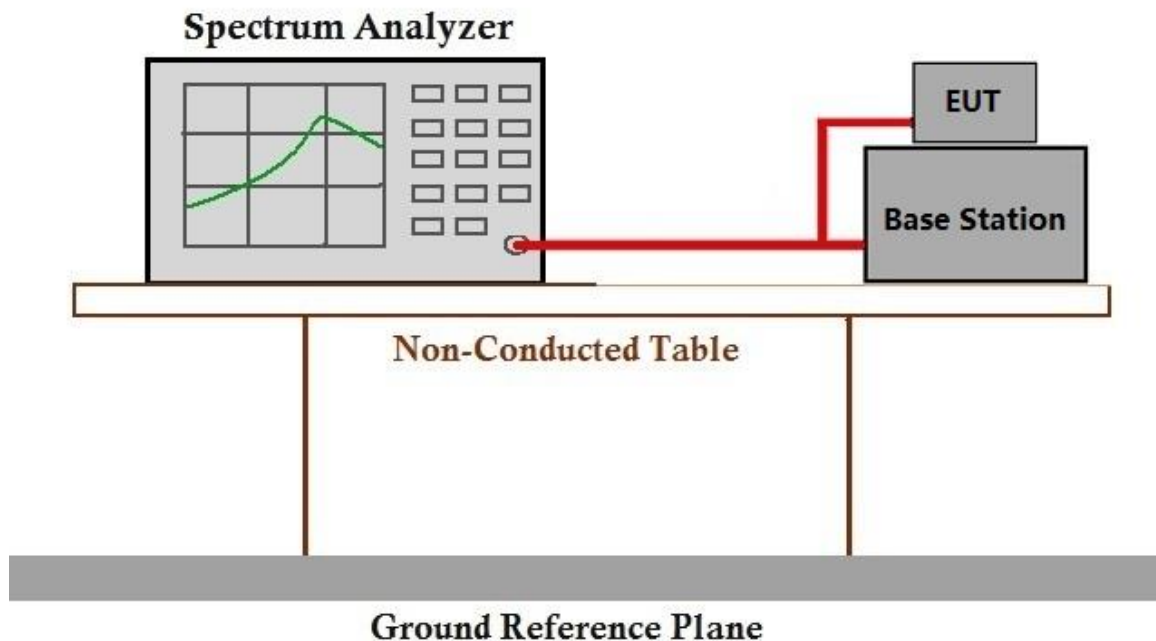 Spectrum Analyzer
EUT
Base Station
Non-Conducted Table
Ground Reference Plane